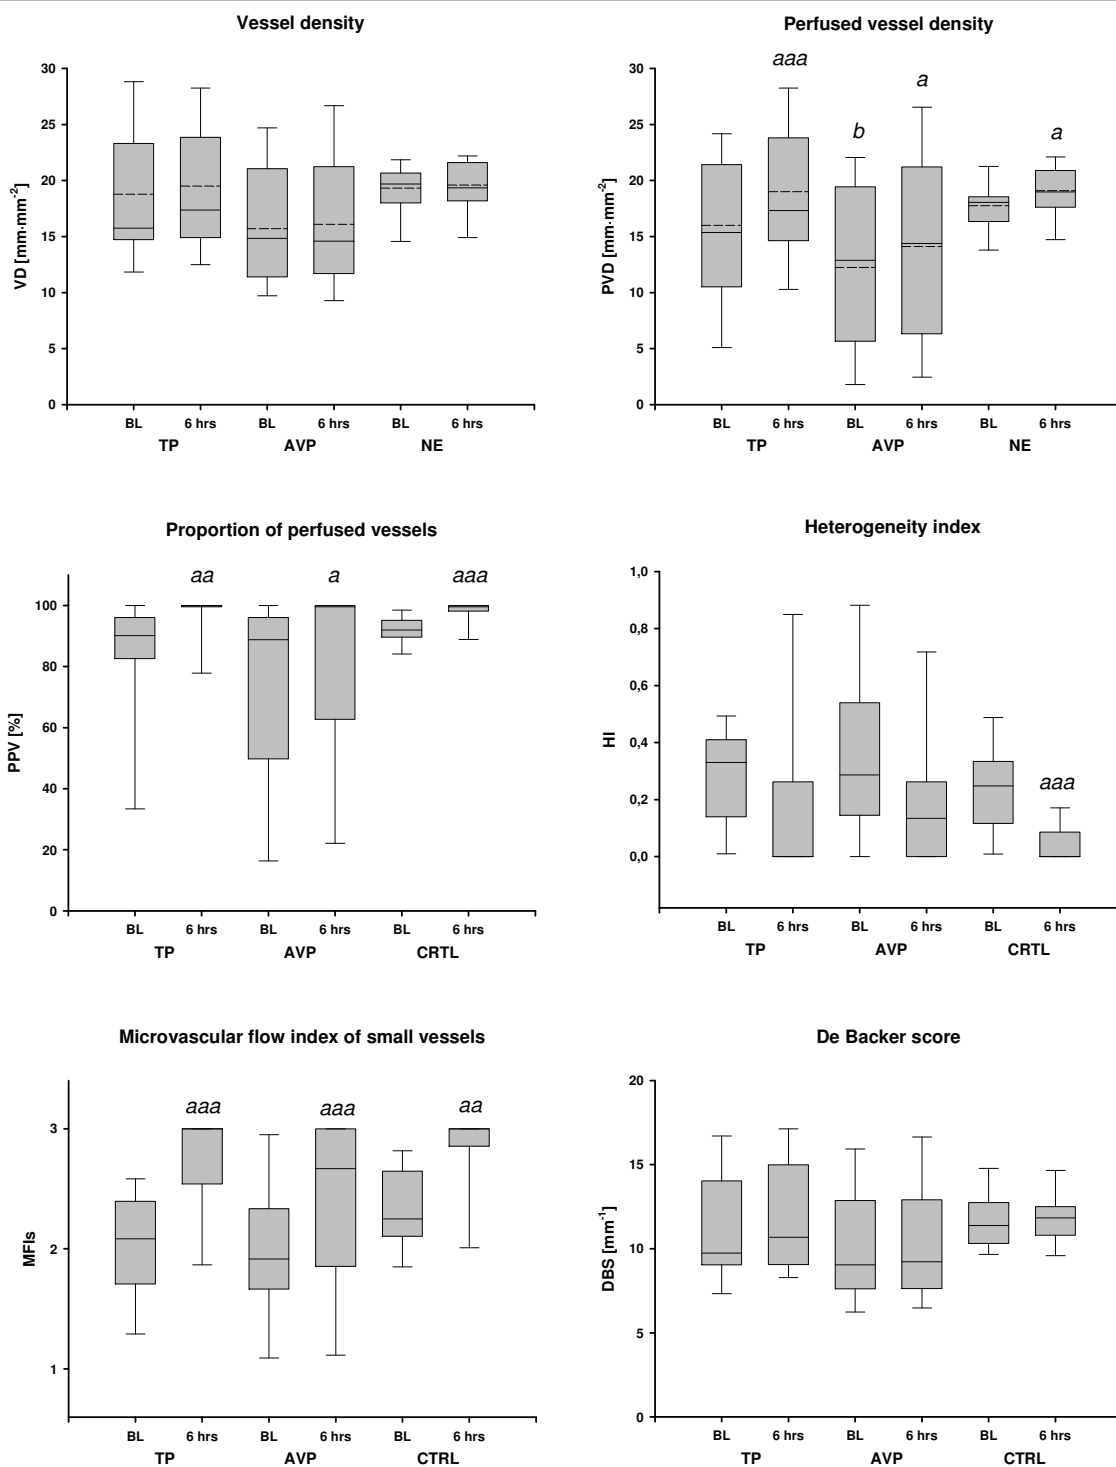 Vessel density
30
25
20
15
10
5
0
VD [mm·mm-2]
BL 6 hrs BL 6 hrs BL 6 hrs
TP AVP NE
Perfused vessel density
aaa
b
a
a
30
25
20
15
10
5
0
PVD [mm·mm-2]
BL 6 hrs BL 6 hrs BL 6 hrs
TP AVP NE
Proportion of perfused vessels
aa a aaa
100
80
60
40
20
0
PPV [%]
BL 6 hrs BL 6 hrs BL 6 hrs
TP AVP CRTL
Heterogeneity index
1,0
0,8
0,6
0,4
0,2
0,0
HI
aaa
BL 6 hrs BL 6 hrs BL 6 hrs
TP AVP CTRL
Microvascular flow index of small vessels
aaa aaa aa
3
2
1
MFIs
BL 6 hrs BL 6 hrs BL 6 hrs
TP AVP CTRL
De Backer score
20
15
10
5
0
DBS [mm-1]
BL 6 hrs BL 6 hrs BL 6 hrs
TP AVP CTRL